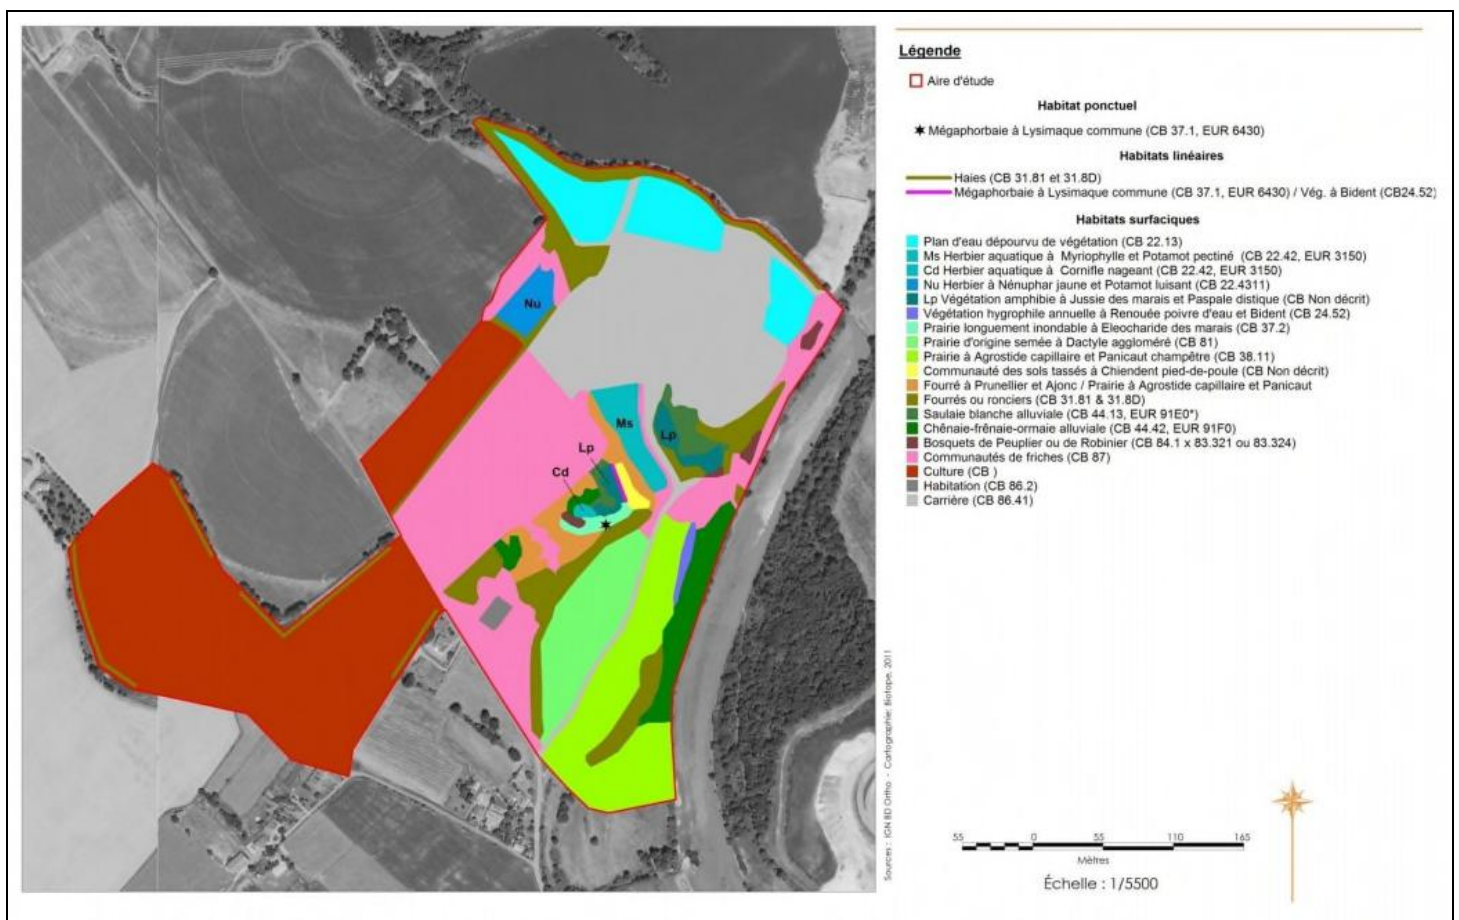 Légende
Aire d'étude
Habitat ponctuel
Mégaphorbaie à Lysimaque commune (CB 37.1, EUR 6430)
Habitats linéaires
Haies (CB 31.81 et 31.8D)
Mégaphorbaie à Lysimaque commune (CB 37.1, EUR 6430) / Vég. à Bident (CB24.52)
Habitats surfaciques
Plan d'eau dépourvu de végétation (CB 22.13)
Ms Herbier aquatique à Myriophylle et Potamot pectiné (CB 22.42, EUR 3150)
Cd Herbier aquatique à Cornifle nageant (CB 22.42, EUR 3150)
Nu Herbier à Nénuphar jaune et Potamot luisant (CB 22.4311)
Lp Végétation amphibie à Jussie des marais et Paspale distique (CB Non décrit)
Végétation hygrophile annuelle à Renouée poivre d'eau et Bident (CB 24.52)
Prairie longuement inondable à Eleocharide des marais (CB 37.2)
Prairie d'origine semée à Dactyle aggloméré (CB 81)
Prairie à Agrostide capillaire et Panicaut champêtre (CB 38.11)
Communauté des sols tassés à Chiendent pied-de-poule (CB Non décrit)
Fourré à Prunellier et Ajonc / Prairie à Agrostide capillaire et Panicaut
Fourrés ou ronciers (CB 31.81 & 31.8D)
Saulaie blanche alluviale (CB 44.13, EUR 91E0*)
Chênaie-frênaie-ormaie alluviale (CB 44.42, EUR 91F0)
Bosquets de Peuplier ou de Robinier (CB 84.1 x 83.321 ou 83.324)
Communautés de friches (CB 87)
Culture (CB )
Habitation (CB 86.2)
Carrière (CB 86.41)
Nu
Ms
Lp
Lp
Cd
Sources : IGN BD Ortho - Cartographie: Biotope, 2011
55 0 55 110 165
Mètres
Échelle : 1/5500